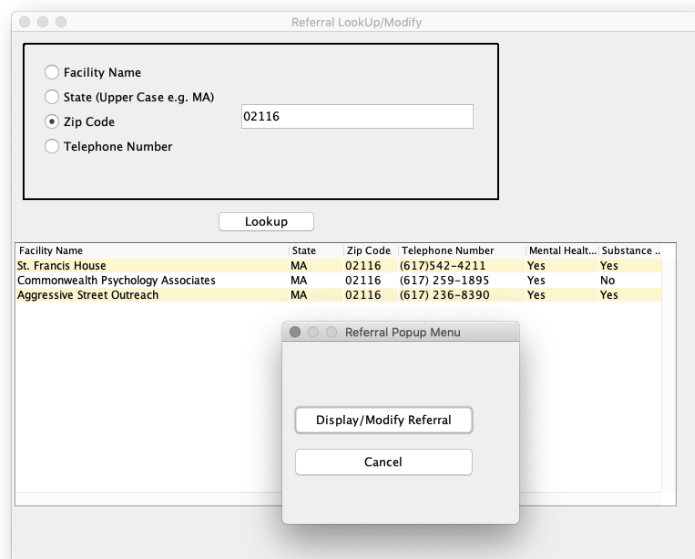 Referral LookUp/Modify
Facility Name
State (Upper Case e.g. MA)
Zip Code
02116
Telephone Number
Lookup
Facility Name State Zip Code Telephone Number Mental Healt... Substance ..
St. Francis House MA 02116 (617)542-4211 Yes Yes
Commonwealth Psychology Associates MA 02116 (617) 259-1895 Yes No
Aggressive Street Outreach MA 02116 (617) 236-8390 Yes Yes
Referral Popup Menu
Display/Modify Referral
Cancel